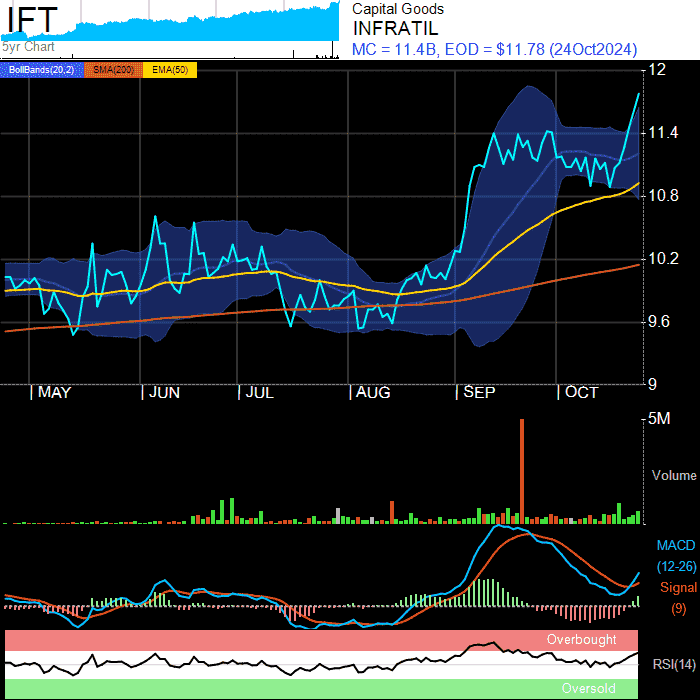 IFT
5yr Chart
Capital Goods
INFRATIL
MC = 11.4B, EOD = $11.78 (24Oct2024)
BollBands(20,2) SMA(200) EMA(50)
12
11.4
10.8
10.2
9.6
9
MAY JUN JUL AUG SEP OCT
5M
Volume
MACD
(12-26)
Signal
(9)
Overbought
RSI(14)
Oversold